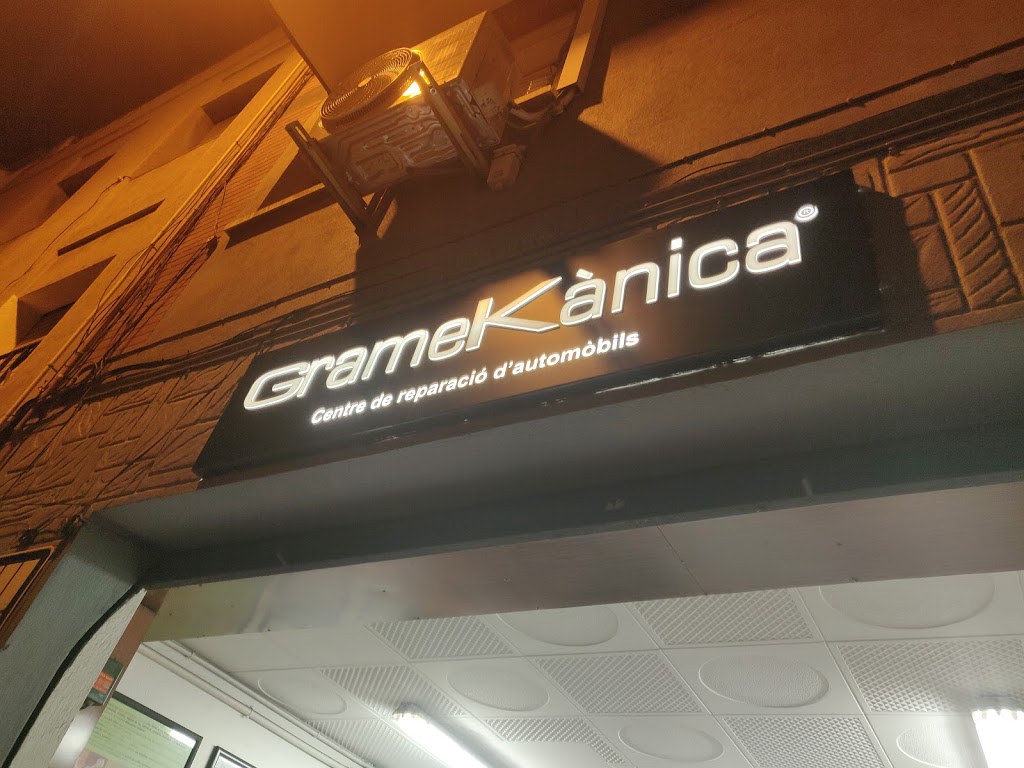 GrameKànica®
Centre de reparació d'automòbils